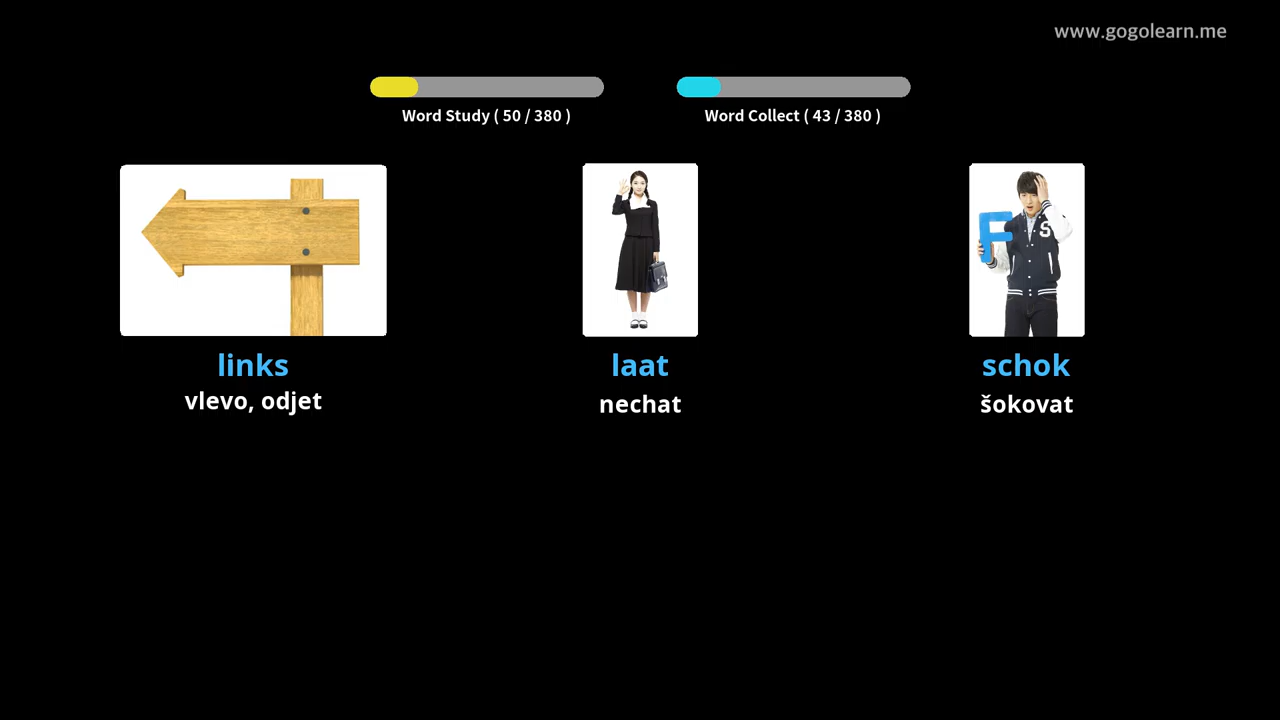 www.gogolearn.me
Word Study ( 50 / 380 )
Word Collect ( 43 / 380 )
F
S
links
laat
schok
vlevo, odjet
nechat
šokovat